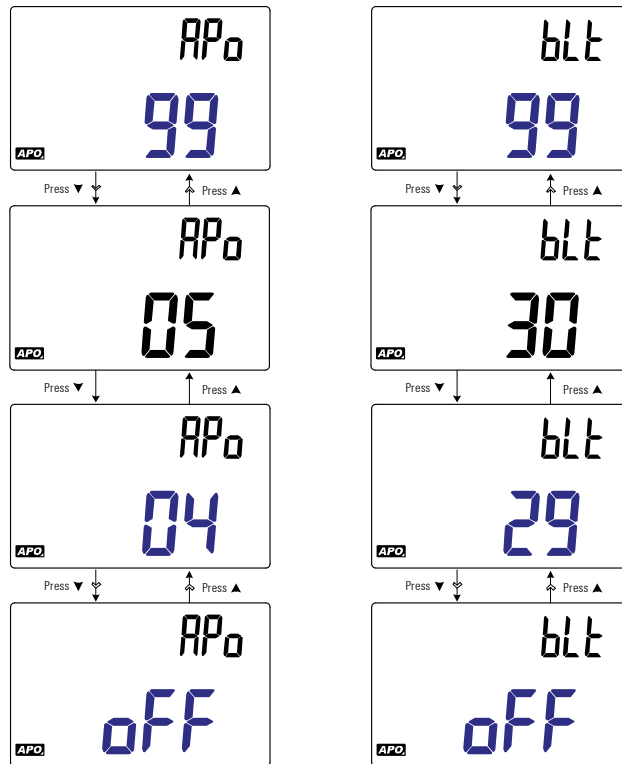 APo
99
APO
Press ▼
Press ▲
APo
05
APO
Press ▼
Press ▲
APo
04
APO
Press ▼
Press ▲
APo
oFF
APO
bLt
99
APO
Press ▼
Press ▲
bLt
30
APO
Press ▼
Press ▲
bLt
29
APO
Press ▼
Press ▲
bLt
oFF
APO